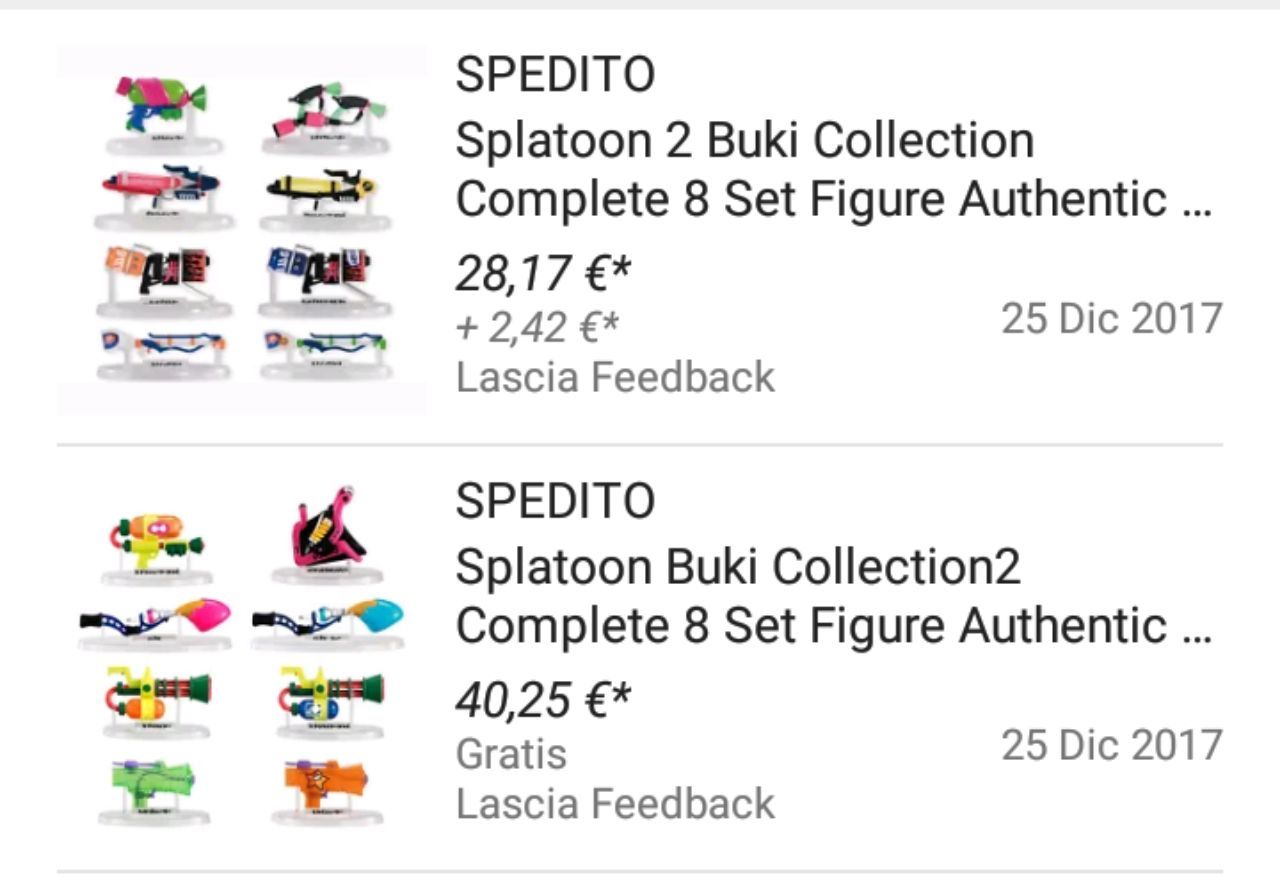 SPEDITO
Splatoon 2 Buki Collection
Complete 8 Set Figure Authentic ...
28,17 €*
+ 2,42 €*
25 Dic 2017
Lascia Feedback
SPEDITO
Splatoon Buki Collection2
Complete 8 Set Figure Authentic ...
40,25 €*
Gratis
25 Dic 2017
Lascia Feedback